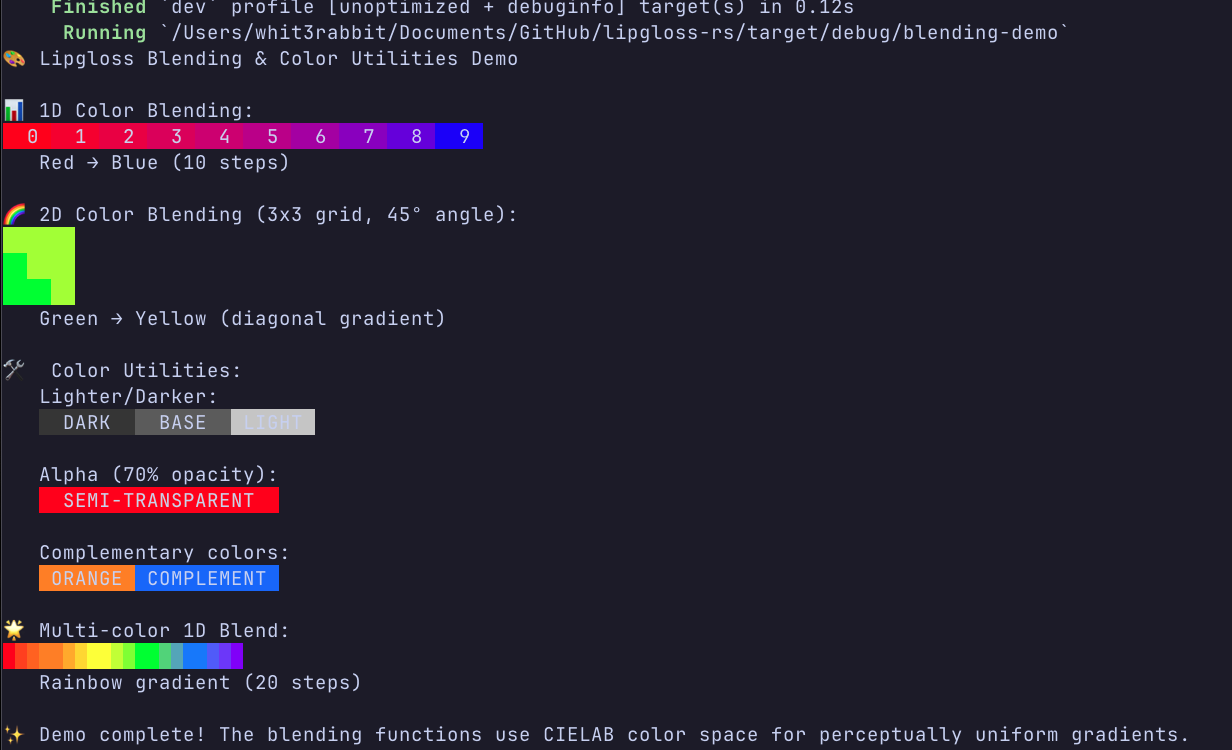 Finished `dev` profile [unoptimized + debuginfo] target(s) in 0.12s
Running `/Users/whit3rabbit/Documents/GitHub/lipgloss-rs/target/debug/blending-demo`
🎨 Lipgloss Blending & Color Utilities Demo
📊 1D Color Blending:
0 1 2 3 4 5 6 7 8 9
Red → Blue (10 steps)
🌈 2D Color Blending (3x3 grid, 45° angle):
Green → Yellow (diagonal gradient)
🛠 Color Utilities:
Lighter/Darker:
DARK BASE LIGHT
Alpha (70% opacity):
SEMI-TRANSPARENT
Complementary colors:
ORANGE COMPLEMENT
🌟 Multi-color 1D Blend:
Rainbow gradient (20 steps)
✨ Demo complete! The blending functions use CIELAB color space for perceptually uniform gradients.